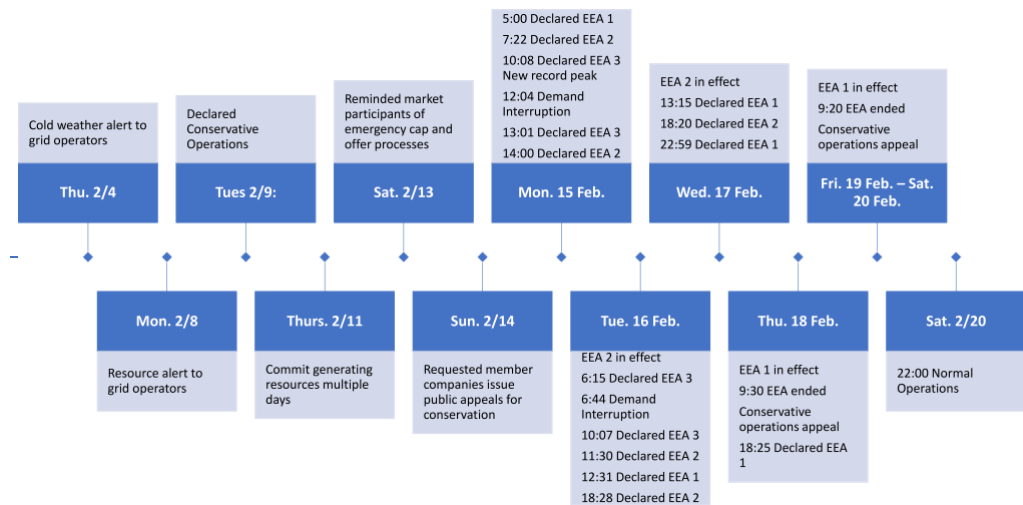 Cold weather alert to
grid operators
Thu. 2/4
Mon. 2/8
Resource alert to
grid operators
Declared
Conservative
Operations
Tues 2/9:
Thurs. 2/11
Commit generating
resources multiple
days
Reminded market
participants of
emergency cap and
offer processes
Sat. 2/13
Sun. 2/14
Requested member
companies issue
public appeals for
conservation
5:00 Declared EEA 1
7:22 Declared EEA 2
10:08 Declared EEA 3
New record peak
12:04 Demand
Interruption
13:01 Declared EEA 3
14:00 Declared EEA 2
Mon. 15 Feb.
Tue. 16 Feb.
EEA 2 in effect
6:15 Declared EEA 3
6:44 Demand
Interruption
10:07 Declared EEA 3
11:30 Declared EEA 2
12:31 Declared EEA 1
18:28 Declared EEA 2
EEA 2 in effect
13:15 Declared EEA 1
18:20 Declared EEA 2
22:59 Declared EEA 1
Wed. 17 Feb.
Thu. 18 Feb.
EEA 1 in effect
9:30 EEA ended
Conservative
operations appeal
18:25 Declared EEA
1
EEA 1 in effect
9:20 EEA ended
Conservative
operations appeal
Fri. 19 Feb. – Sat.
20 Feb.
Sat. 2/20
22:00 Normal
Operations